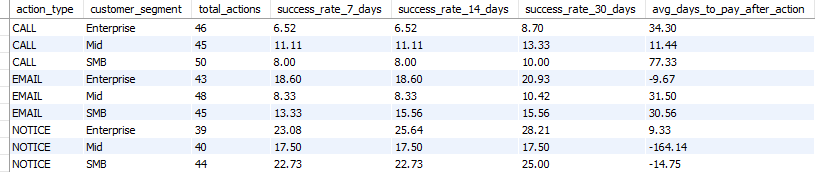 action_type customer_segment total_actions success_rate_7_days success_rate_14_days success_rate_30_days avg_days_to_pay_after_action
CALL Enterprise 46 6.52 6.52 8.70 34.30
CALL Mid 45 11.11 11.11 13.33 11.44
CALL SMB 50 8.00 8.00 10.00 77.33
EMAIL Enterprise 43 18.60 18.60 20.93 -9.67
EMAIL Mid 48 8.33 8.33 10.42 31.50
EMAIL SMB 45 13.33 15.56 15.56 30.56
NOTICE Enterprise 39 23.08 25.64 28.21 9.33
NOTICE Mid 40 17.50 17.50 17.50 -164.14
NOTICE SMB 44 22.73 22.73 25.00 -14.75